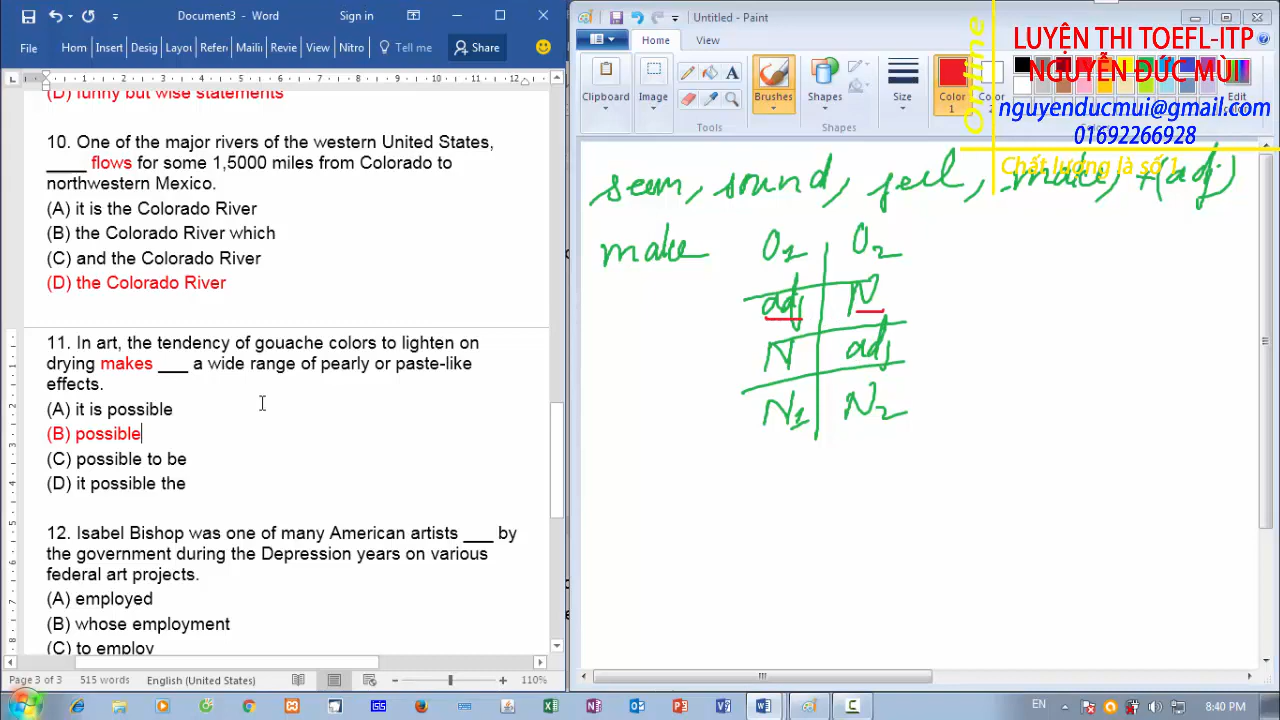 Document3 - Word
Sign in
File
Hom
Insert
Desig
Layou
Refer
Mailii
Revie
View
Nitro
Tell me
Share
(D) funny but wise statements
10. One of the major rivers of the western United States,
____ flows for some 1,5000 miles from Colorado to
northwestern Mexico.
(A) it is the Colorado River
(B) the Colorado River which
(C) and the Colorado River
(D) the Colorado River
11. In art, the tendency of gouache colors to lighten on
drying makes ___ a wide range of pearly or paste-like
effects.
(A) it is possible
(B) possible
(C) possible to be
(D) it possible the
12. Isabel Bishop was one of many American artists ___ by
the government during the Depression years on various
federal art projects.
(A) employed
(B) whose employment
(C) to employ
Page 3 of 3
515 words
English (United States)
110%
Untitled - Paint
Home
View
Clipboard
Image
Tools
Brushes
Shapes
Shapes
Size
Color
1
Color
2
Edit
Online
LUYỆN THI TOEFL-ITP
NGUYỄN ĐỨC MÙI
nguyenducmui@gmail.com
01692266928
Chất lượng là số 1
seem, sound, feel, make, +(adj)
make O1 O2
adj N
N adj
N1 N2
EN
8:40 PM